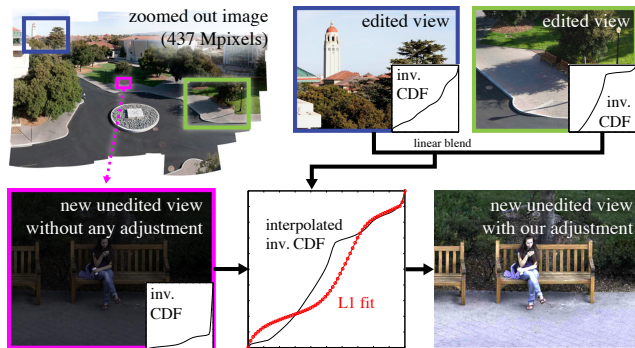 zoomed out image
(437 Mpixels)
edited view
inv.
CDF
edited view
inv.
CDF
linear blend
new unedited view
without any adjustment
inv.
CDF
interpolated
inv. CDF
L1 fit
new unedited view
with our adjustment